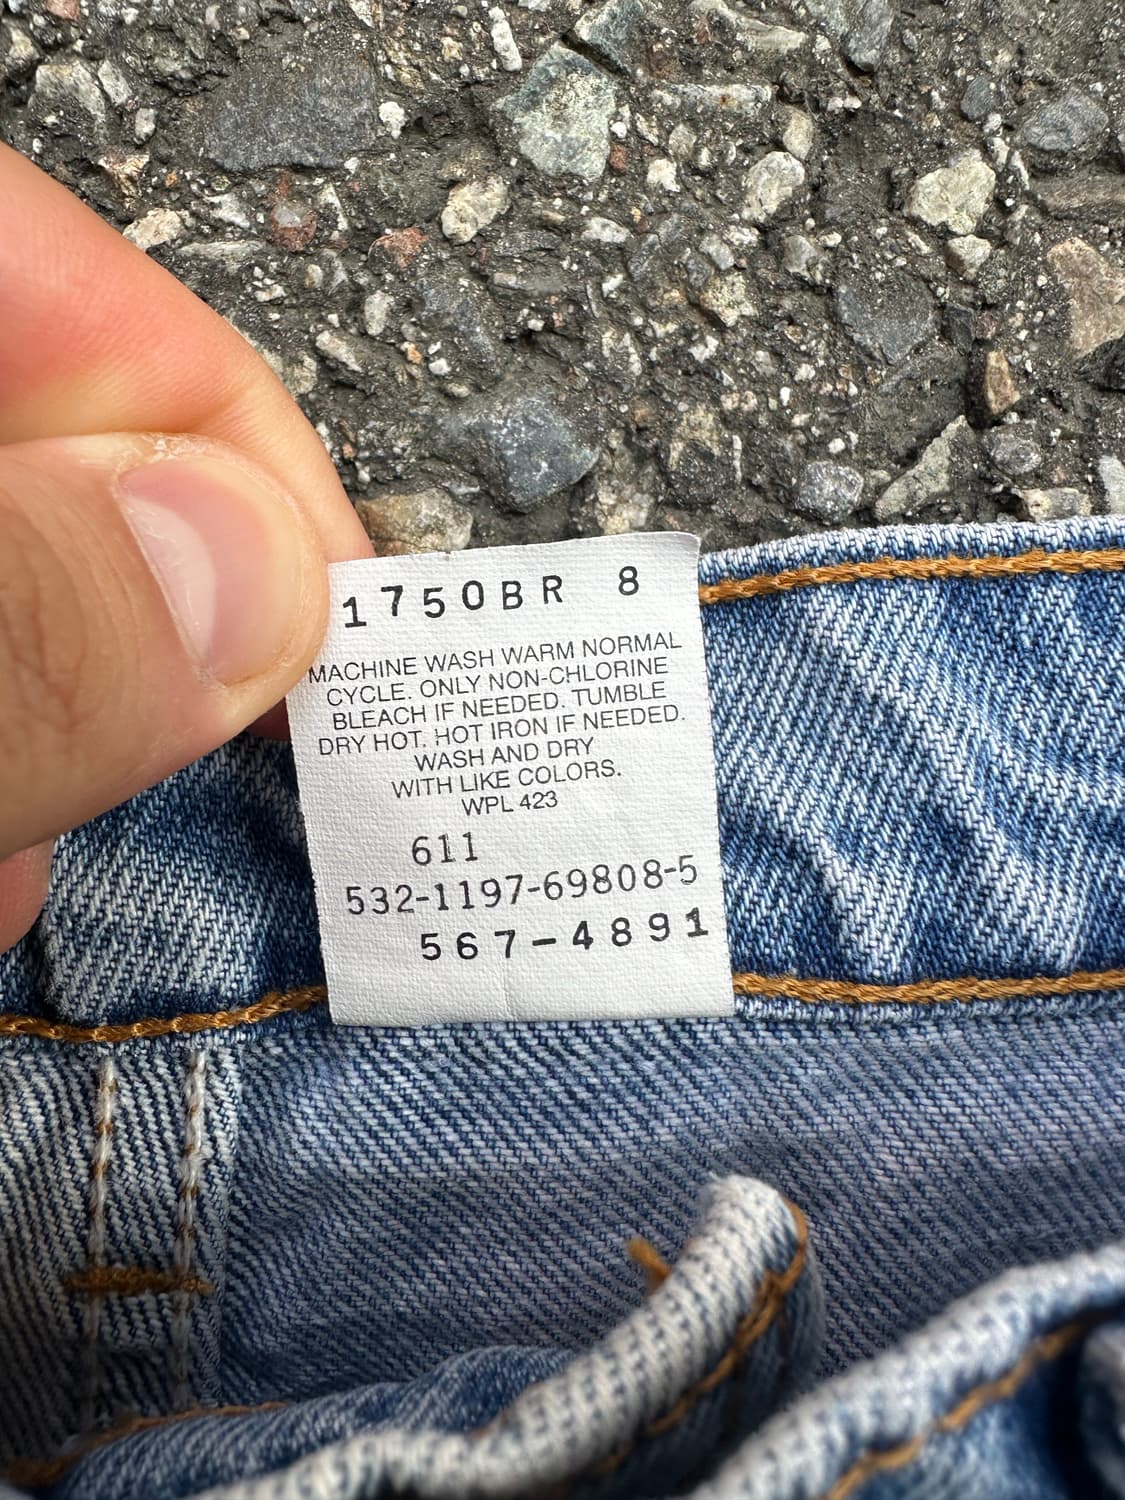 1750BR 8
MACHINE WASH WARM NORMAL
CYCLE. ONLY NON-CHLORINE
BLEACH IF NEEDED. TUMBLE
DRY HOT. HOT IRON IF NEEDED.
WASH AND DRY
WITH LIKE COLORS.
WPL 423
611
532-1197-69808-5
567-4891